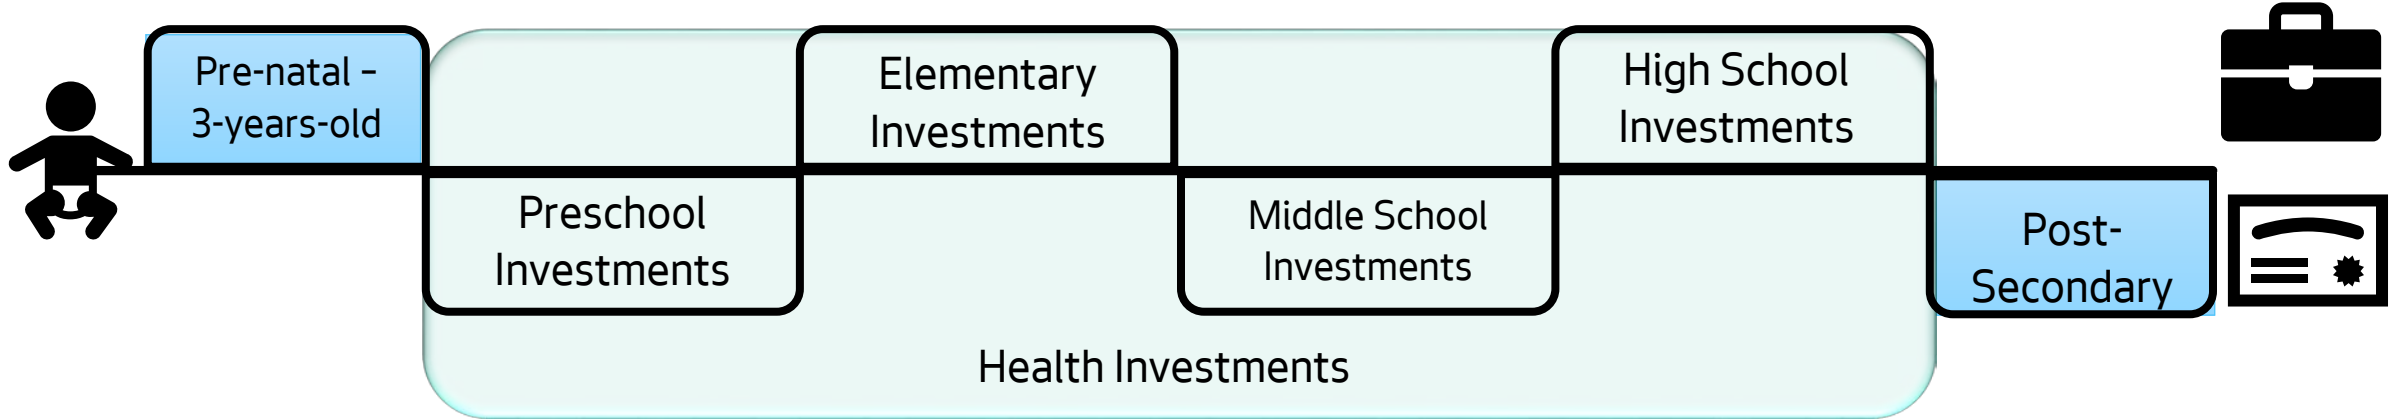 Pre-natal –
3-years-old
Preschool
Investments
Elementary
Investments
Middle School
Investments
High School
Investments
Post-
Secondary
Health Investments